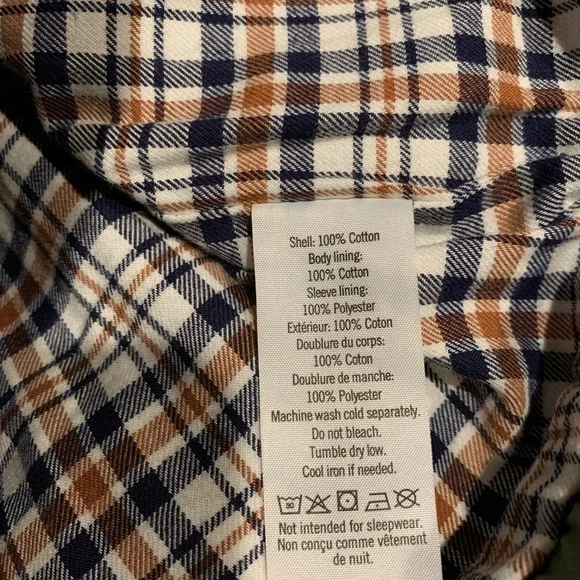 Shell: 100% Cotton
Body lining:
100% Cotton
Sleeve lining:
100% Polyester
Extérieur: 100% Coton
Doublure du corps:
100% Coton
Doublure de manche:
100% Polyester
Machine wash cold separately.
Do not bleach.
Tumble dry low.
Cool iron if needed.
Not intended for sleepwear.
Non conçu comme vêtement
de nuit.